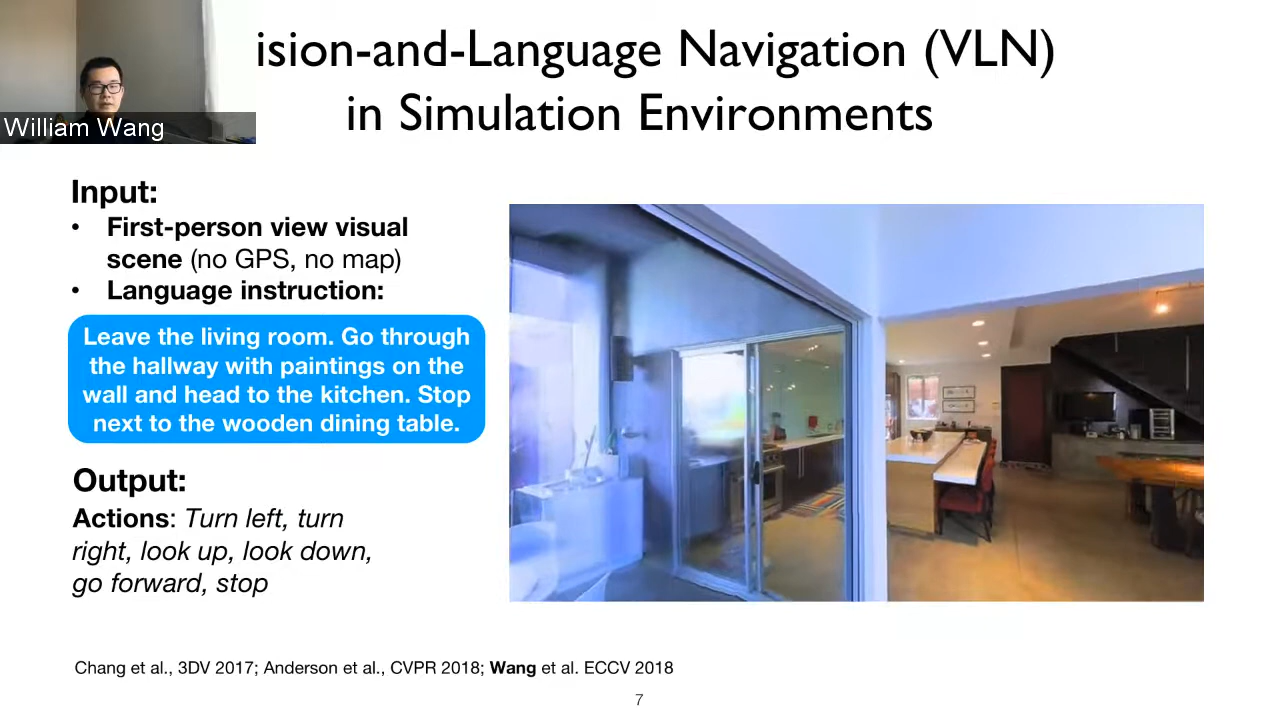 ision-and-Language Navigation (VLN)
in Simulation Environments
William Wang
Input:
• First-person view visual
scene (no GPS, no map)
• Language instruction:
Leave the living room. Go through
the hallway with paintings on the
wall and head to the kitchen. Stop
next to the wooden dining table.
Output:
Actions: Turn left, turn
right, look up, look down,
go forward, stop
Chang et al., 3DV 2017; Anderson et al., CVPR 2018; Wang et al. ECCV 2018
7